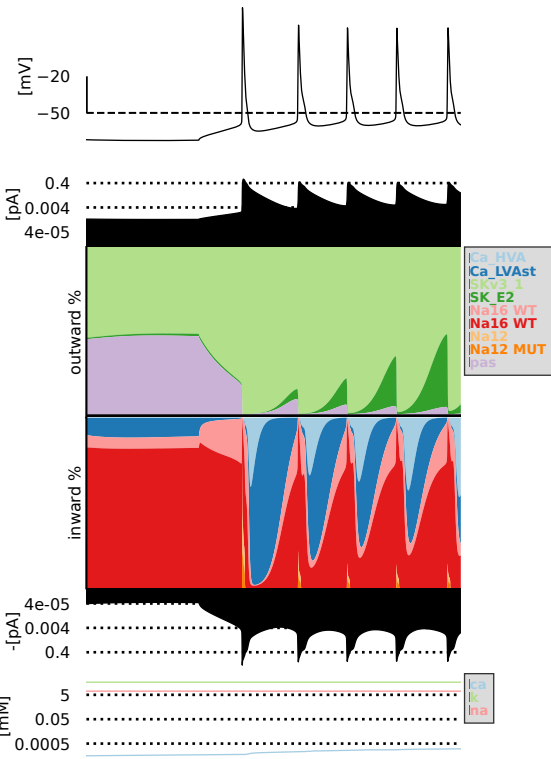 [mV]
−20
−50
[pA]
0.4
0.004
4e-05
outward %
Ca_HVA
Ca_LVAst
SKv3_1
SK_E2
Na16 WT
Na16 WT
Na12
Na12 MUT
pas
inward %
-[pA]
4e-05
0.004
0.4
[mM]
5
0.05
0.0005
ca
k
na